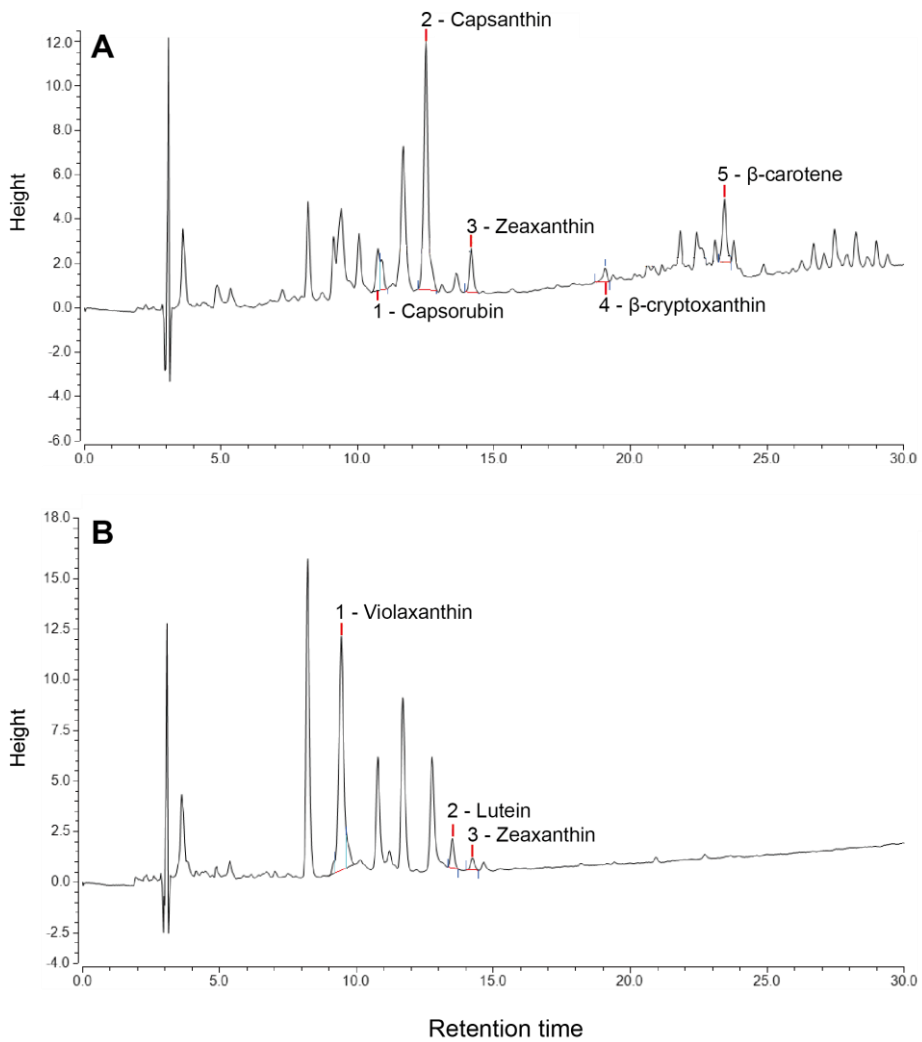 A
2 - Capsanthin
12.0
10.0
8.0
6.0
4.0
2.0
0.0
-2.0
-4.0
-6.0
Height
5 - β-carotene
3 - Zeaxanthin
1 - Capsorubin
4 - β-cryptoxanthin
0.0 5.0 10.0 15.0 20.0 25.0 30.0
B
18.0
15.0
12.5
10.0
7.5
5.0
2.5
0.0
-2.5
-4.0
Height
1 - Violaxanthin
2 - Lutein
3 - Zeaxanthin
0.0 5.0 10.0 15.0 20.0 25.0 30.0
Retention time